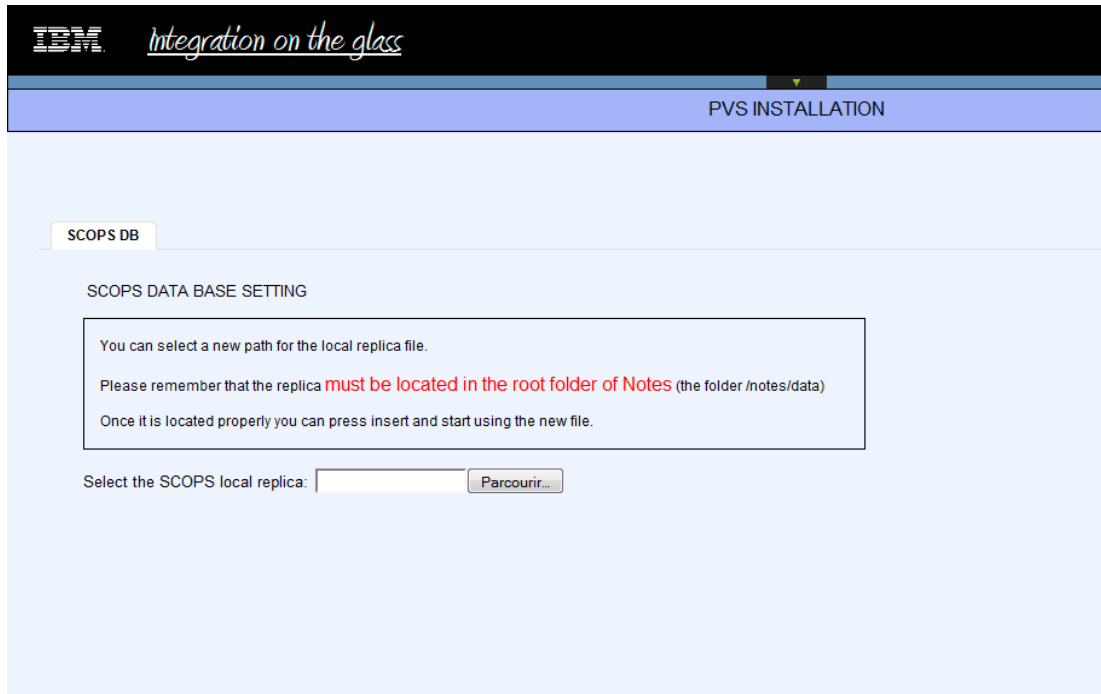 IBM. Integration on the glass
PVS INSTALLATION
SCOPS DB
SCOPS DATA BASE SETTING
You can select a new path for the local replica file.
Please remember that the replica must be located in the root folder of Notes (the folder /notes/data)
Once it is located properly you can press insert and start using the new file.
Select the SCOPS local replica: Parcourir...